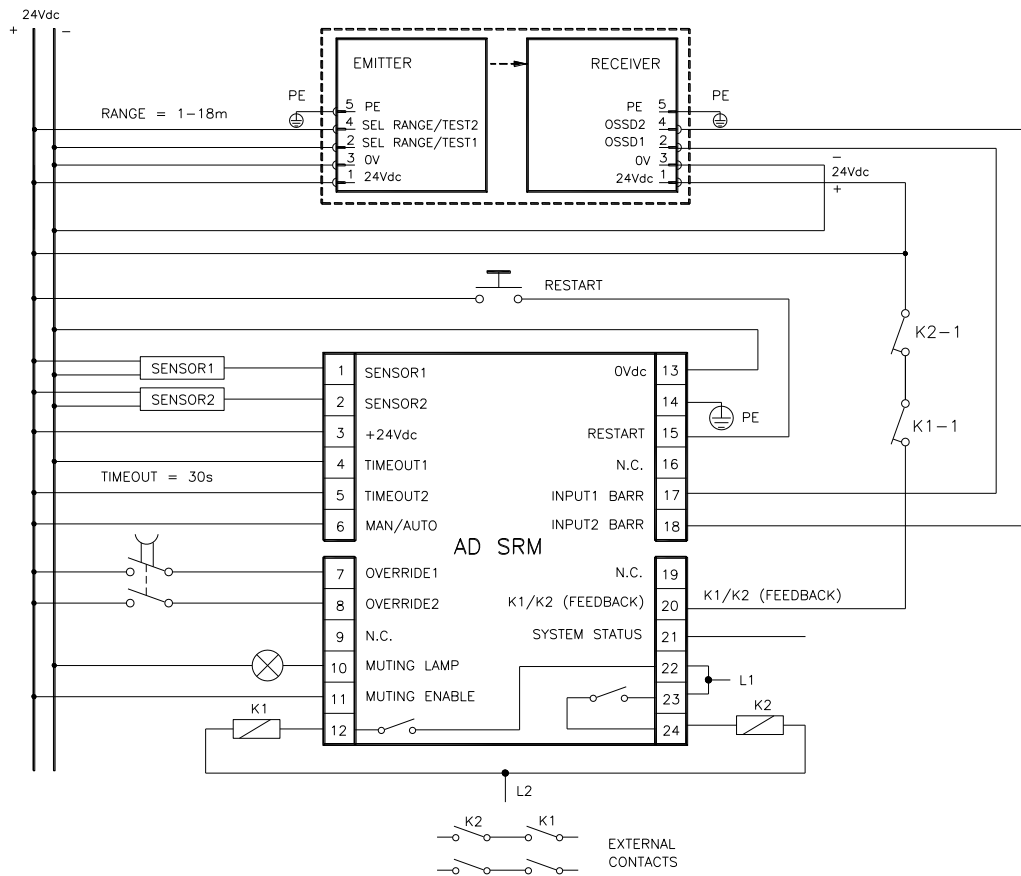 24Vdc
+ −
EMITTER
RECEIVER
RANGE = 1-18m
PE
5 PE
4 SEL RANGE/TEST2
2 SEL RANGE/TEST1
3 0V
1 24Vdc
PE 5
OSSD2 4
OSSD1 2
0V 3
24Vdc 1
PE
−
24Vdc
+
RESTART
K2-1
K1-1
SENSOR1
SENSOR2
TIMEOUT = 30s
1 SENSOR1
2 SENSOR2
3 +24Vdc
4 TIMEOUT1
5 TIMEOUT2
6 MAN/AUTO
0Vdc 13
14
PE
RESTART 15
N.C. 16
INPUT1 BARR 17
INPUT2 BARR 18
AD SRM
7 OVERRIDE1
8 OVERRIDE2
9 N.C.
10 MUTING LAMP
11 MUTING ENABLE
12
N.C. 19
K1/K2 (FEEDBACK) 20
K1/K2 (FEEDBACK)
SYSTEM STATUS 21
22
23
24
L1
K1
K2
L2
K2 K1
EXTERNAL
CONTACTS